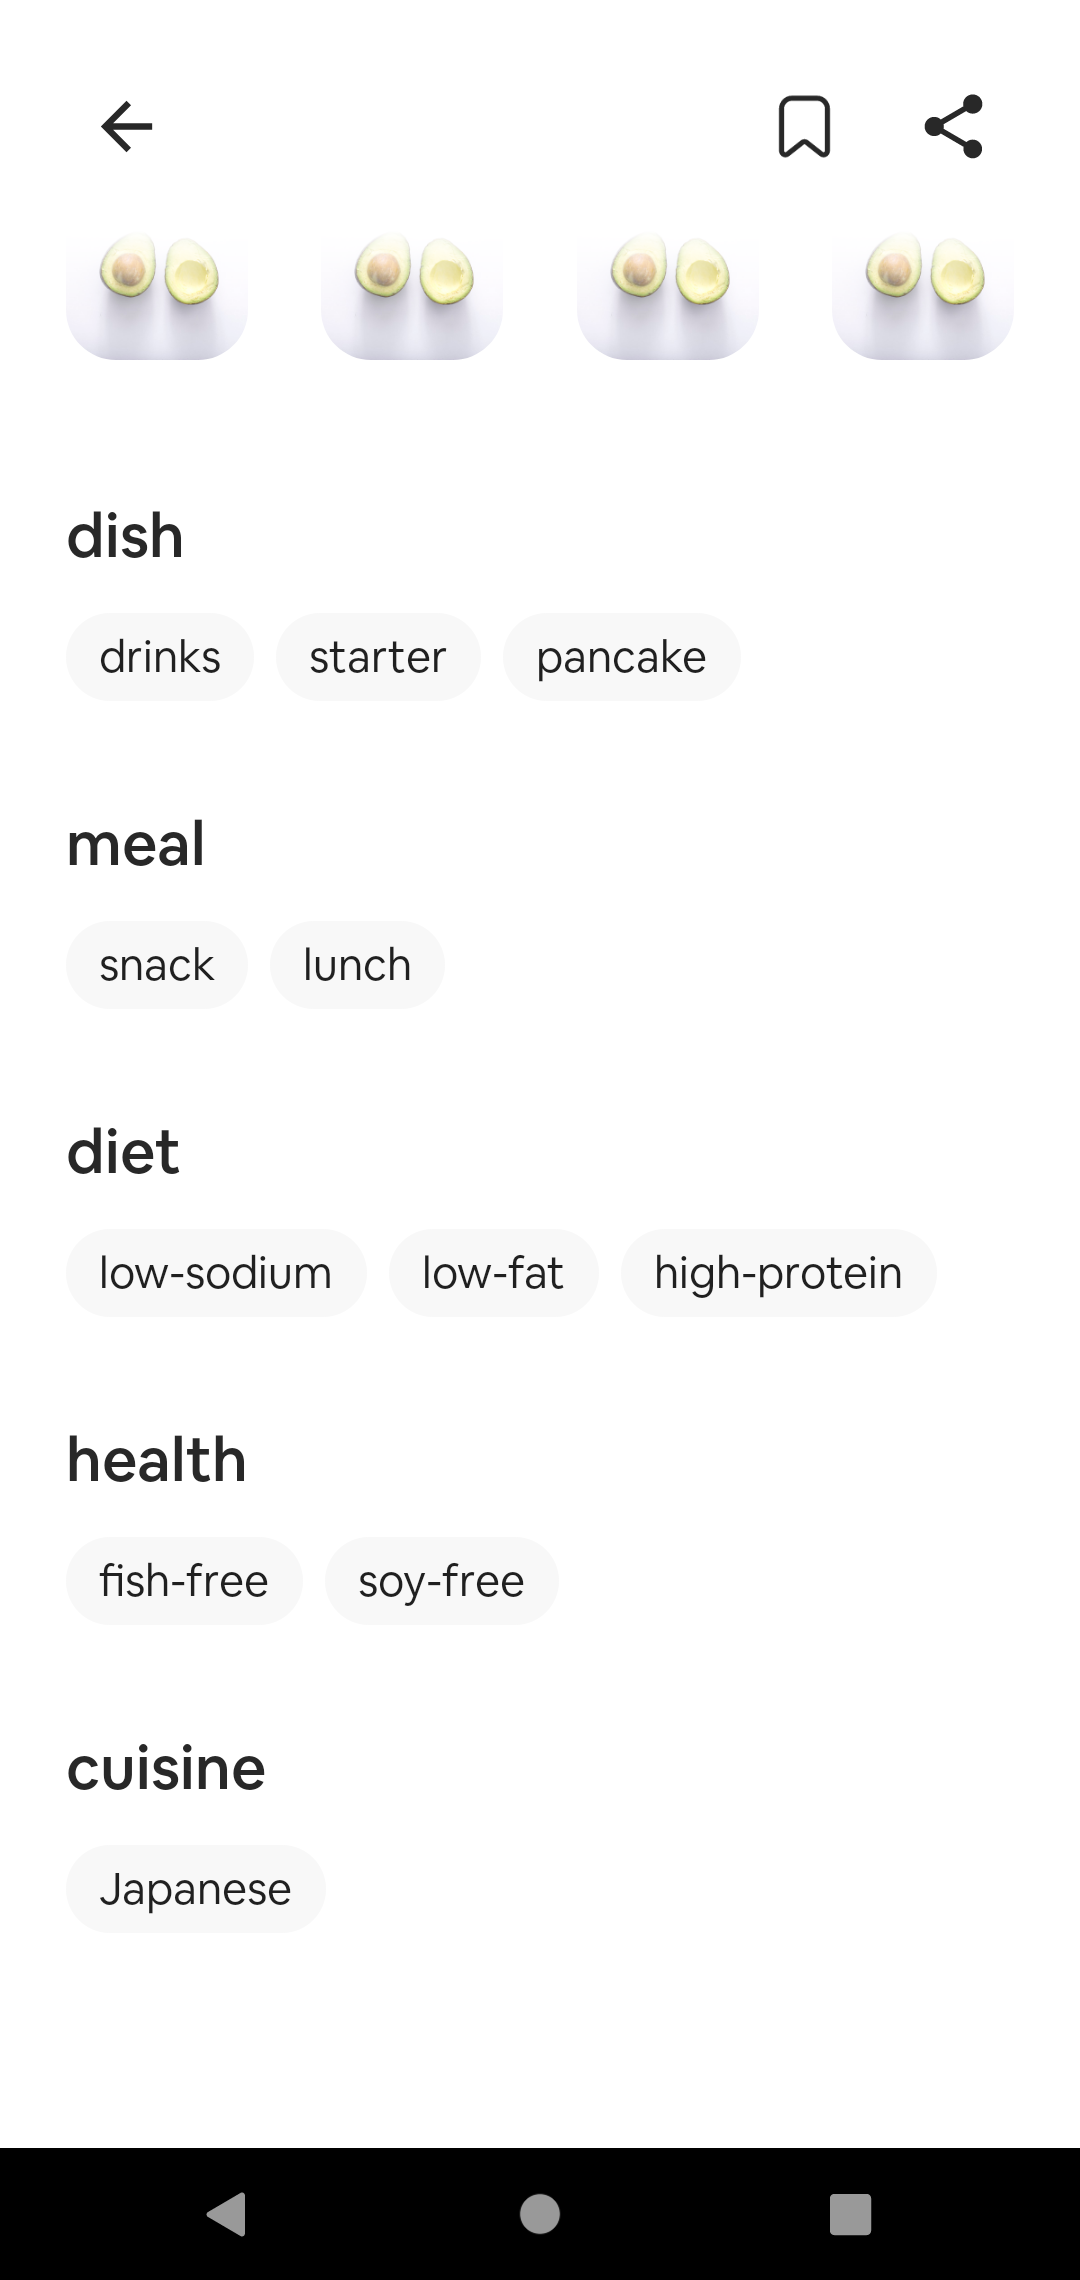 dish
drinks starter pancake
meal
snack lunch
diet
low-sodium low-fat high-protein
health
fish-free soy-free
cuisine
Japanese